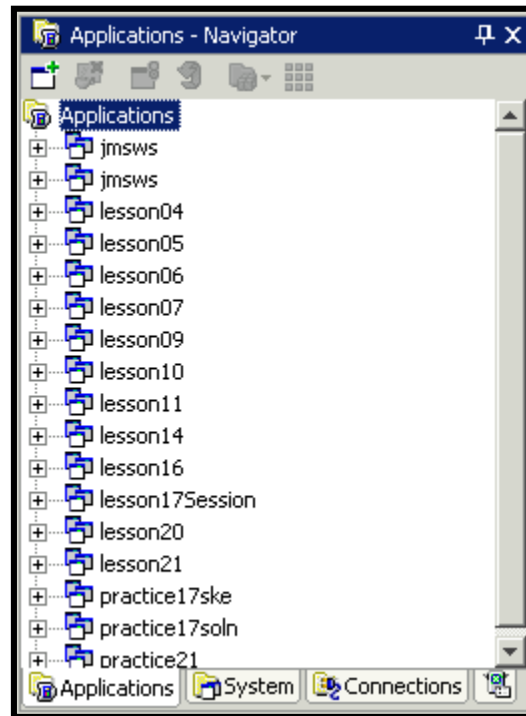 Applications - Navigator
Applications
jmsws
jmsws
lesson04
lesson05
lesson06
lesson07
lesson09
lesson10
lesson11
lesson14
lesson16
lesson17Session
lesson20
lesson21
practice17ske
practice17soln
practice21
Applications System Connections